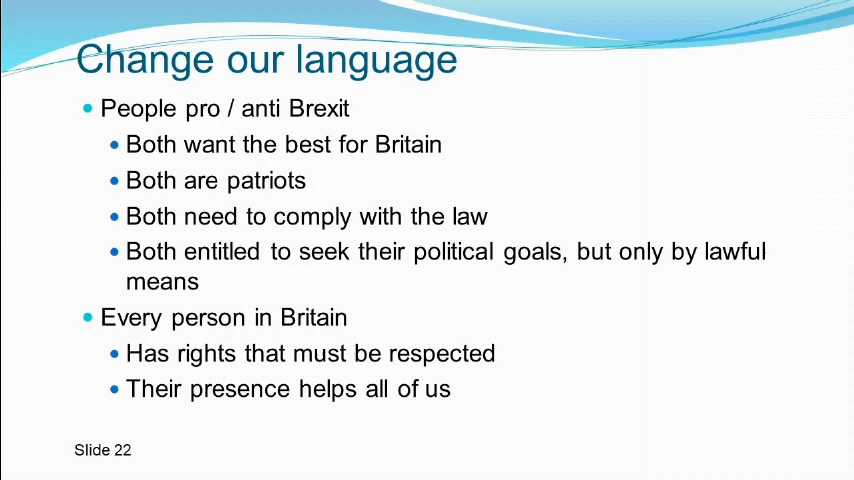 Change our language
People pro / anti Brexit
Both want the best for Britain
Both are patriots
Both need to comply with the law
Both entitled to seek their political goals, but only by lawful
means
Every person in Britain
Has rights that must be respected
Their presence helps all of us
Slide 22